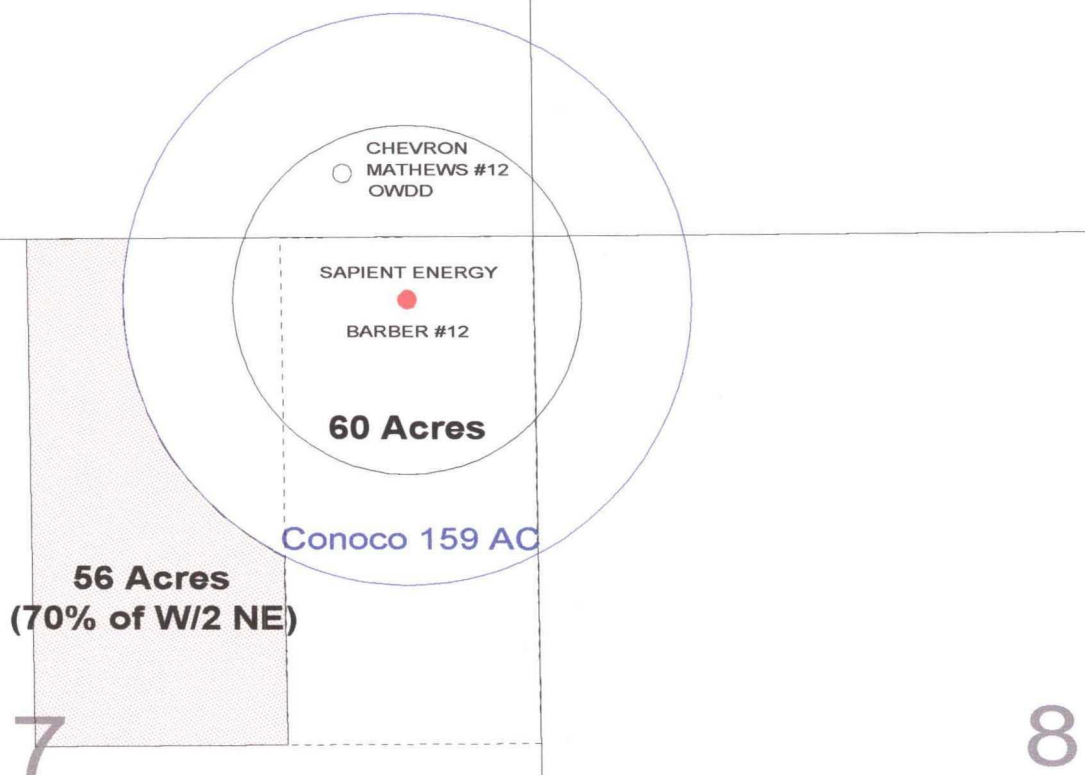 CHEVRON
MATHEWS #12
OWDD
SAPIENT ENERGY
BARBER #12
60 Acres
Conoco 159 AC
56 Acres
(70% of W/2 NE)
7
8